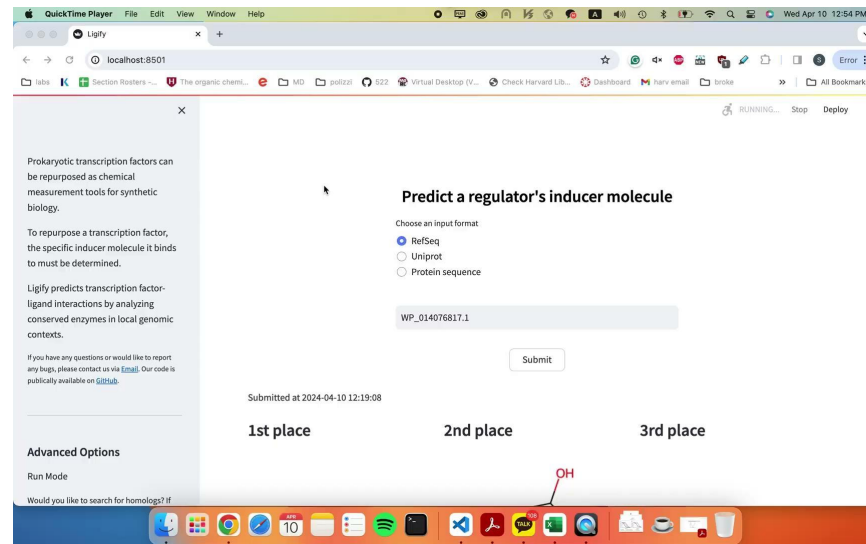 QuickTime Player File Edit View Window Help
A
Wed Apr 10 12:54 PM
Ligify
localhost:8501
Error
labs
Section Rosters –...
The organic chemi...
MD
polizzi
522
Virtual Desktop (V...
Check Harvard Lib...
Dashboard
harv email
broke
»
All Bookmark
RUNNING...
Stop
Deploy
Prokaryotic transcription factors can
be repurposed as chemical
measurement tools for synthetic
biology.
To repurpose a transcription factor,
the specific inducer molecule it binds
to must be determined.
Ligify predicts transcription factor-
ligand interactions by analyzing
conserved enzymes in local genomic
contexts.
If you have any questions or would like to report
any bugs, please contact us via Email. Our code is
publically available on GitHub.
Advanced Options
Run Mode
Would you like to search for homologs? If
Predict a regulator's inducer molecule
Choose an input format
RefSeq
Uniprot
Protein sequence
WP_014076817.1
Submit
Submitted at 2024-04-10 12:19:08
1st place
2nd place
3rd place
OH
APR
10
TALK